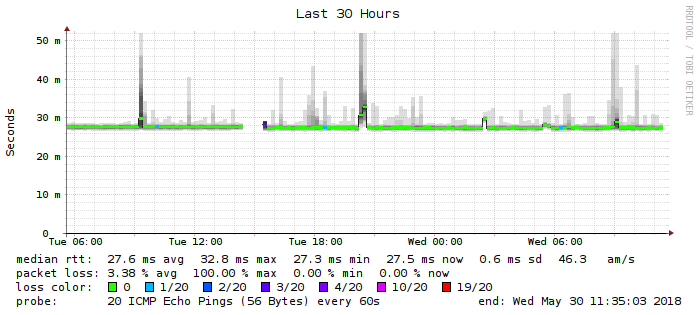 Last 30 Hours
RRDTOOL / TOBI OETIKER
Seconds
50 m
40 m
30 m
20 m
10 m
0
Tue 06:00 Tue 12:00 Tue 18:00 Wed 00:00 Wed 06:00
median rtt: 27.6 ms avg 32.8 ms max 27.3 ms min 27.5 ms now 0.6 ms sd 46.3 am/s
packet loss: 3.38 % avg 100.00 % max 0.00 % min 0.00 % now
loss color: 0 1/20 2/20 3/20 4/20 10/20 19/20
probe: 20 ICMP Echo Pings (56 Bytes) every 60s end: Wed May 30 11:35:03 2018